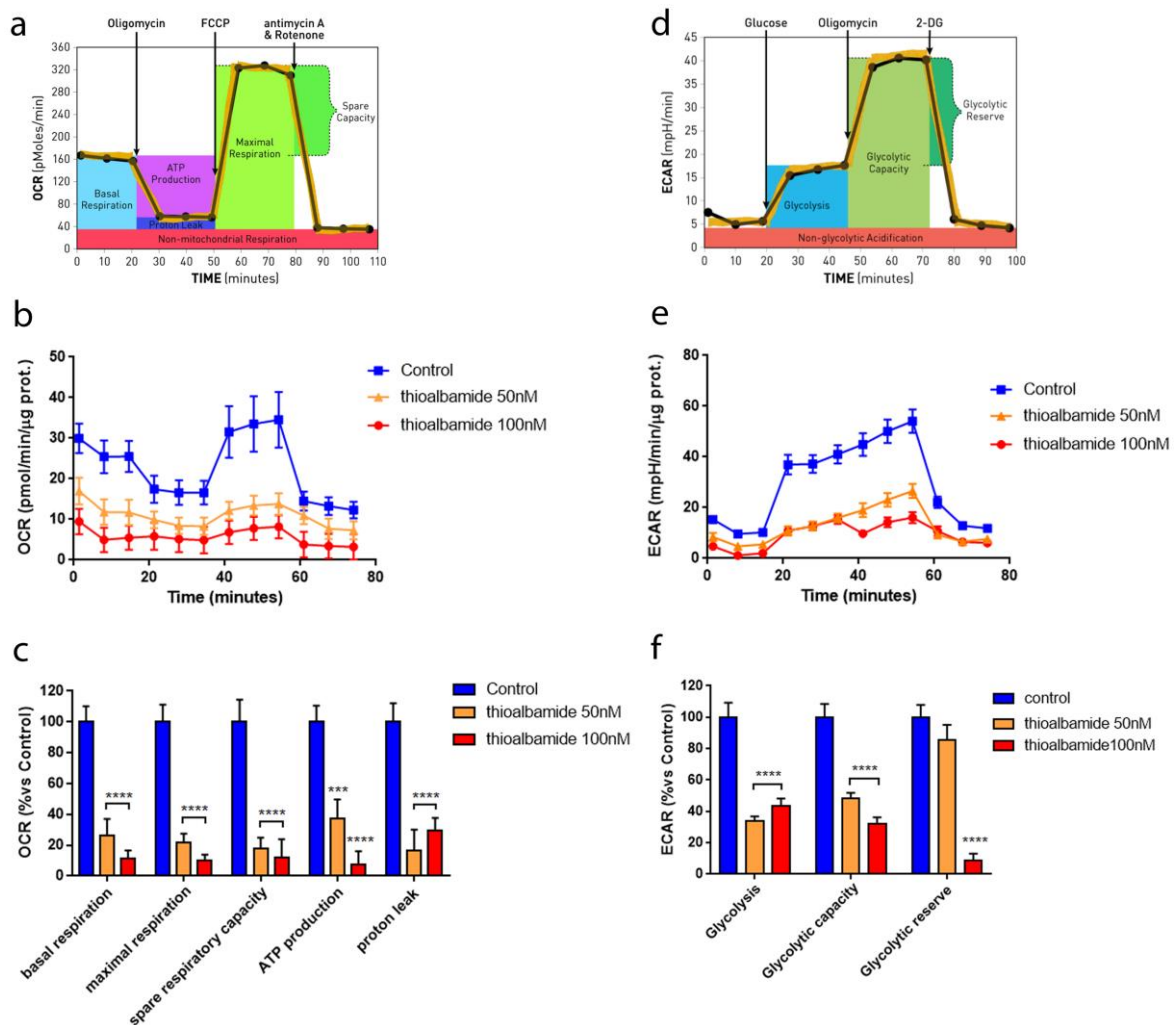 a
Oligomycin
FCCP
antimycin A
& Rotenone
OCR (pMoles/min)
360
320
280
240
200
160
120
80
40
0
Spare
Capacity
Maximal
Respiration
ATP
Production
Basal
Respiration
Proton Leak
Non-mitochondrial Respiration
0 10 20 30 40 50 60 70 80 90 100 110
TIME (minutes)
d
Glucose
Oligomycin
2-DG
ECAR (mpH/min)
45
40
35
30
25
20
15
10
5
0
Glycolytic
Reserve
Glycolytic
Capacity
Glycolysis
Non-glycolytic Acidification
0 10 20 30 40 50 60 70 80 90 100
TIME (minutes)
b
OCR (pmol/min/µg prot.)
50
40
30
20
10
0
0 20 40 60 80
Time (minutes)
Control
thioalbamide 50nM
thioalbamide 100nM
e
ECAR (mpH/min/µg prot.)
80
60
40
20
0
0 20 40 60 80
Time (minutes)
Control
thioalbamide 50nM
thioalbamide 100nM
c
OCR (%vs Control)
120
100
80
60
40
20
0
Control
thioalbamide 50nM
thioalbamide 100nM
**** **** **** *** **** ****
basal respiration
maximal respiration
spare respiratory capacity
ATP production
proton leak
f
ECAR (%vs Control)
120
100
80
60
40
20
0
control
thioalbamide 50nM
thioalbamide100nM
**** **** ****
Glycolysis
Glycolytic capacity
Glycolytic reserve